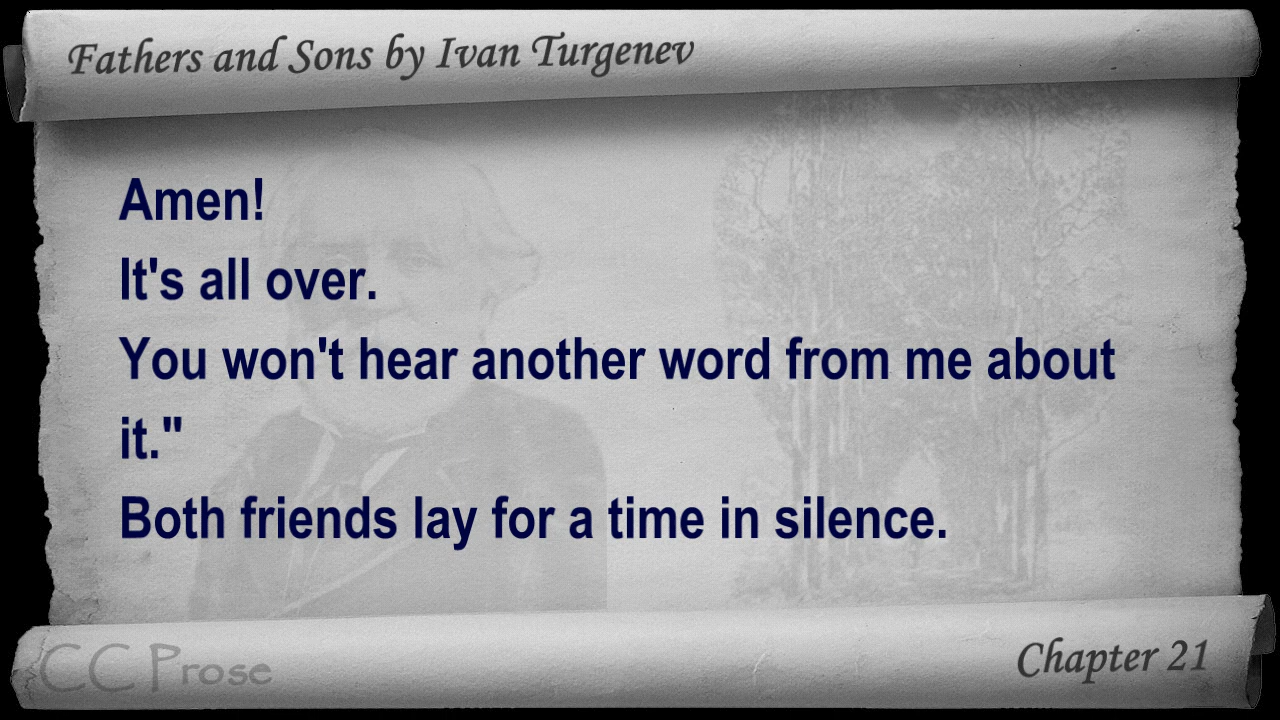 Fathers and Sons by Ivan Turgenev
Amen!
It's all over.
You won't hear another word from me about
it."
Both friends lay for a time in silence.
CC Prose
Chapter 21